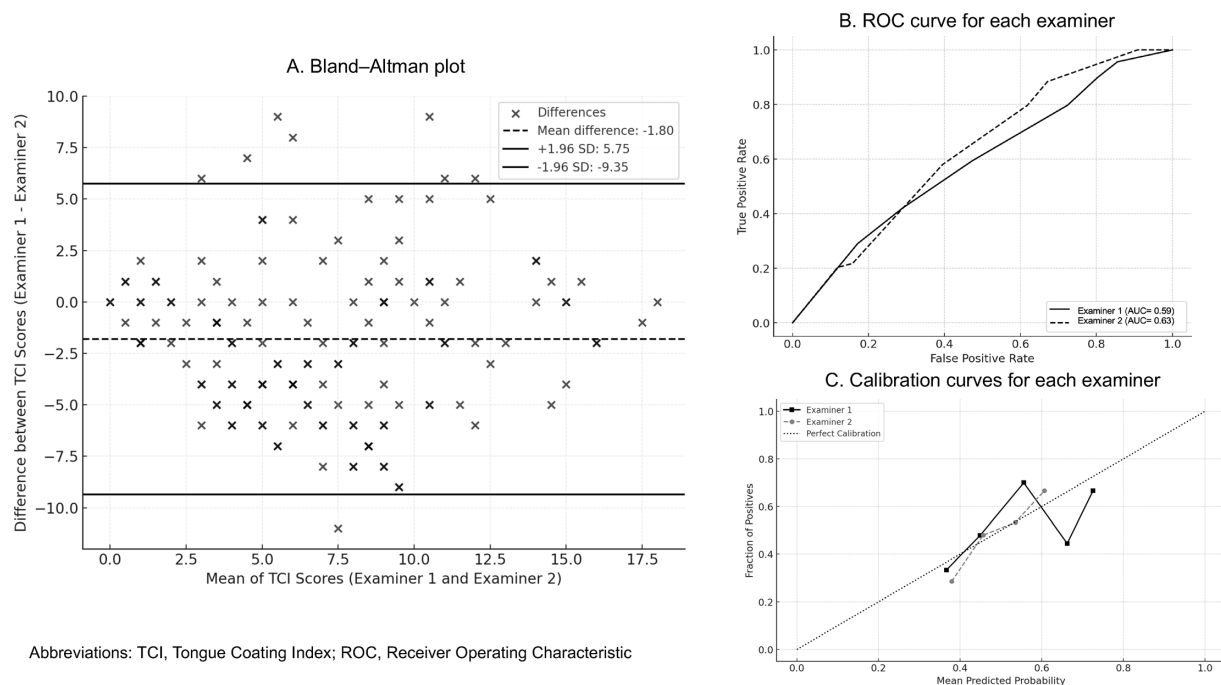 A. Bland–Altman plot
Difference between TCI Scores (Examiner 1 - Examiner 2)
10.0
7.5
5.0
2.5
0.0
−2.5
−5.0
−7.5
−10.0
Differences
Mean difference: -1.80
+1.96 SD: 5.75
-1.96 SD: -9.35
0.0 2.5 5.0 7.5 10.0 12.5 15.0 17.5
Mean of TCI Scores (Examiner 1 and Examiner 2)
Abbreviations: TCI, Tongue Coating Index; ROC, Receiver Operating Characteristic
B. ROC curve for each examiner
True Positive Rate
1.0
0.8
0.6
0.4
0.2
0.0
Examiner 1 (AUC= 0.59)
Examiner 2 (AUC= 0.63)
0.0 0.2 0.4 0.6 0.8 1.0
False Positive Rate
C. Calibration curves for each examiner
Fraction of Positives
1.0
0.8
0.6
0.4
0.2
0.0
Examiner 1
Examiner 2
Perfect Calibration
0.0 0.2 0.4 0.6 0.8 1.0
Mean Predicted Probability